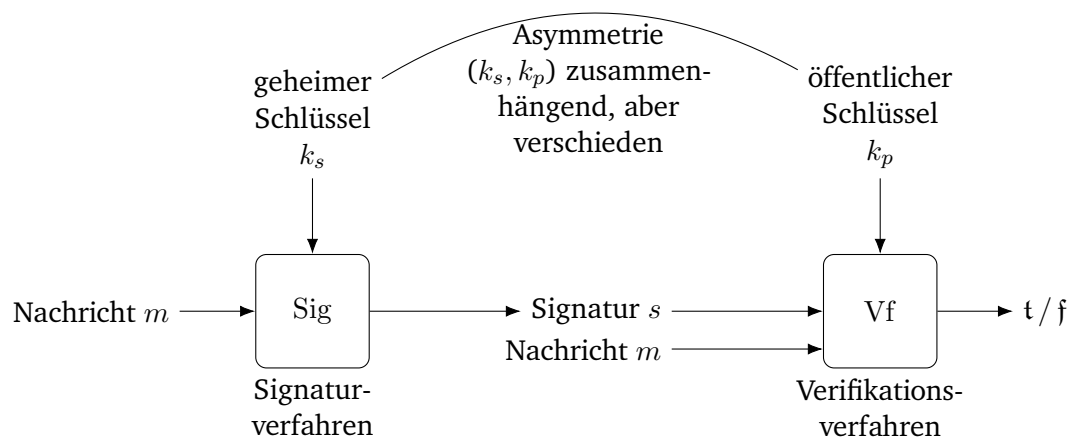 Asymmetrie
(k_s, k_p) zusammen-
hängend, aber
verschieden
geheimer
Schlüssel
k_s
öffentlicher
Schlüssel
k_p
Nachricht m
Sig
Signatur s
Nachricht m
Vf
𝔱 / 𝔣
Signatur-
verfahren
Verifikations-
verfahren